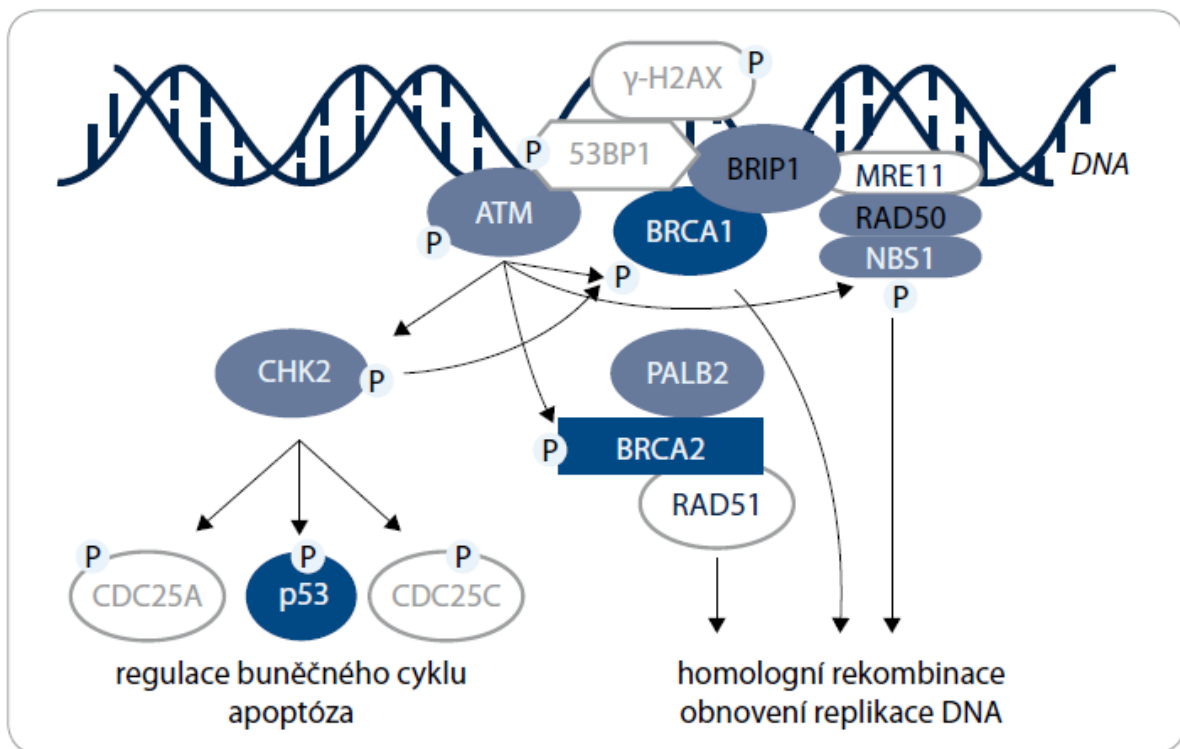 P
γ-H2AX
P
53BP1
BRIP1
MRE11
DNA
ATM
P
BRCA1
RAD50
NBS1
P
P
CHK2
P
PALB2
P
BRCA2
RAD51
P
P
P
CDC25A
p53
CDC25C
regulace buněčného cyklu
apoptóza
homologní rekombinace
obnovení replikace DNA